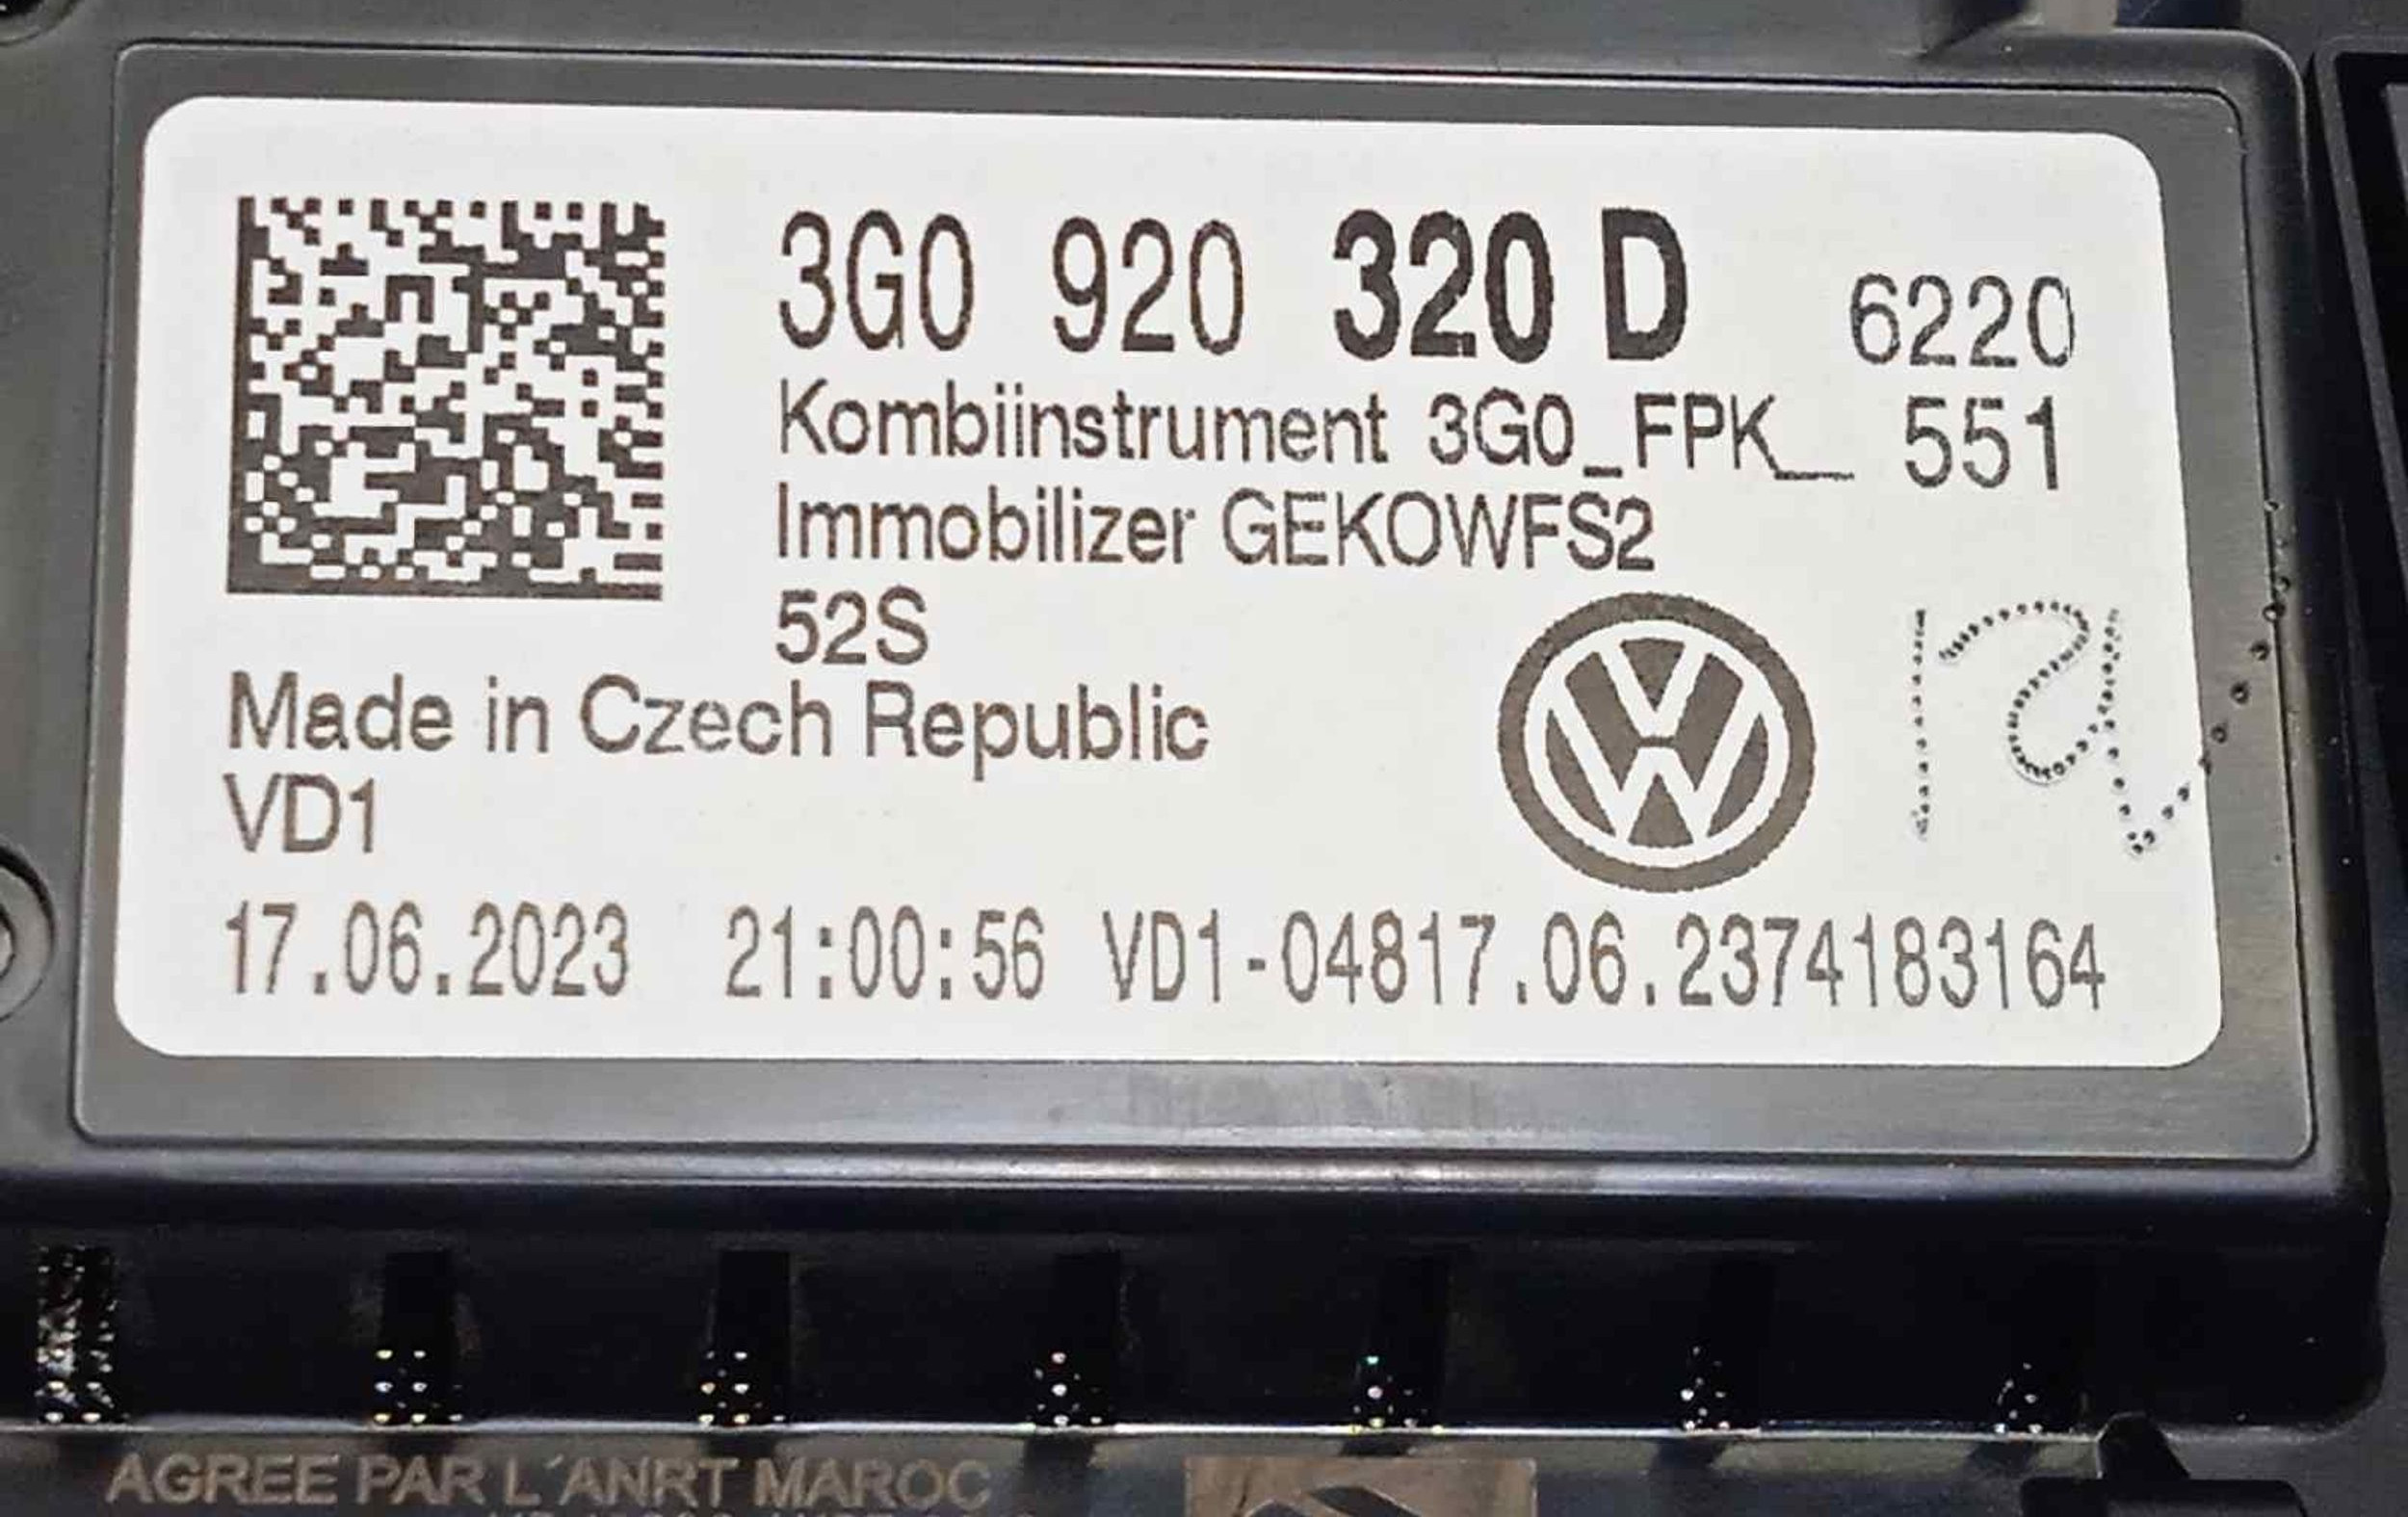 3G0 920 320 D 6220
Kombiinstrument 3G0_FPK_ 551
Immobilizer GEKOWFS2
52S
Made in Czech Republic
VD1
17.06.2023 21:00:56 VD1-04817.06.2374183164
AGREE PAR L´ANRT MAROC